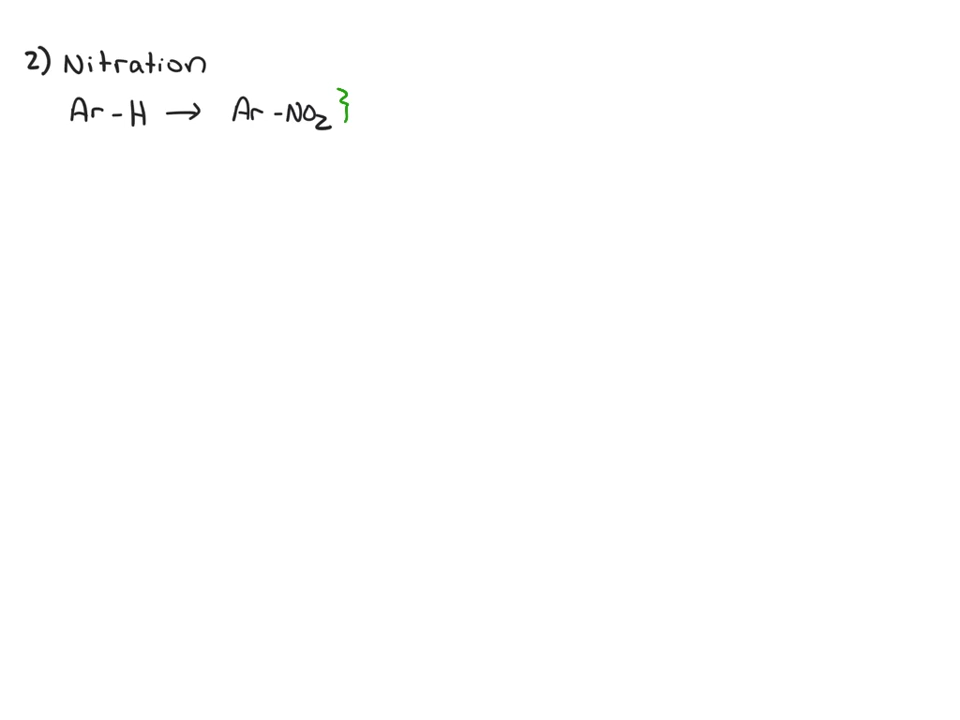 2) Nitration
Ar-H → Ar-NO₂ }